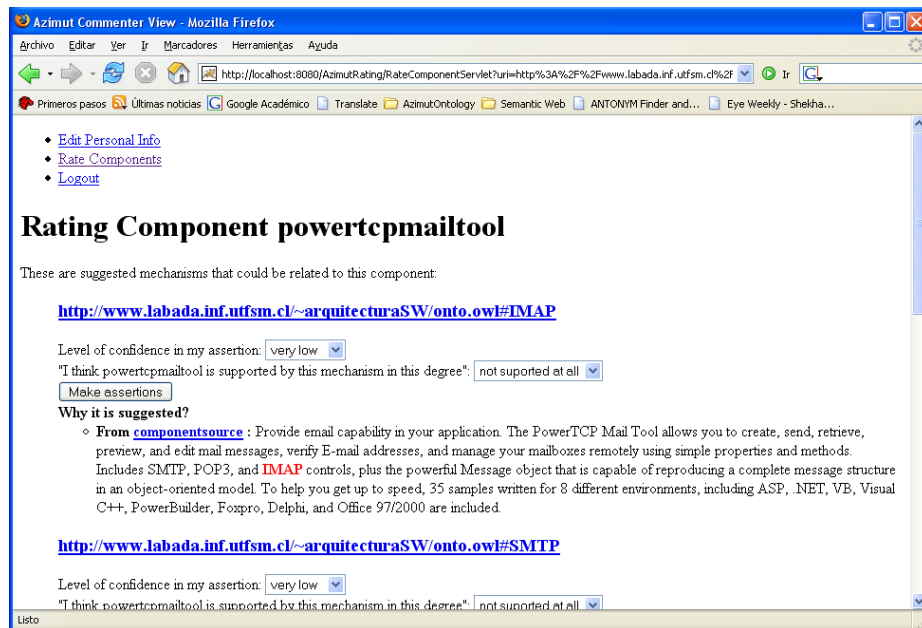 Azimut Commenter View - Mozilla Firefox
Archivo Editar Ver Ir Marcadores Herramientas Ayuda
http://localhost:8080/AzimutRating/RateComponentServlet?uri=http%3A%2F%2Fwww.labada.inf.utfsm.cl%2F Ir G
Primeros pasos Últimas noticias Google Académico Translate AzimutOntology Semantic Web ANTONYM Finder and... Eye Weekly - Shekha...
Edit Personal Info
Rate Components
Logout
Rating Component powertcpmailtool
These are suggested mechanisms that could be related to this component:
http://www.labada.inf.utfsm.cl/~arquitecturaSW/onto.owl#IMAP
Level of confidence in my assertion: very low
"I think powertcpmailtool is supported by this mechanism in this degree": not suported at all
Make assertions
Why it is suggested?
From componentsource : Provide email capability in your application. The PowerTCP Mail Tool allows you to create, send, retrieve,
preview, and edit mail messages, verify E-mail addresses, and manage your mailboxes remotely using simple properties and methods.
Includes SMTP, POP3, and IMAP controls, plus the powerful Message object that is capable of reproducing a complete message structure
in an object-oriented model. To help you get up to speed, 35 samples written for 8 different environments, including ASP, .NET, VB, Visual
C++, PowerBuilder, Foxpro, Delphi, and Office 97/2000 are included.
http://www.labada.inf.utfsm.cl/~arquitecturaSW/onto.owl#SMTP
Level of confidence in my assertion: very low
"I think powertcpmailtool is supported by this mechanism in this degree": not suported at all
Listo